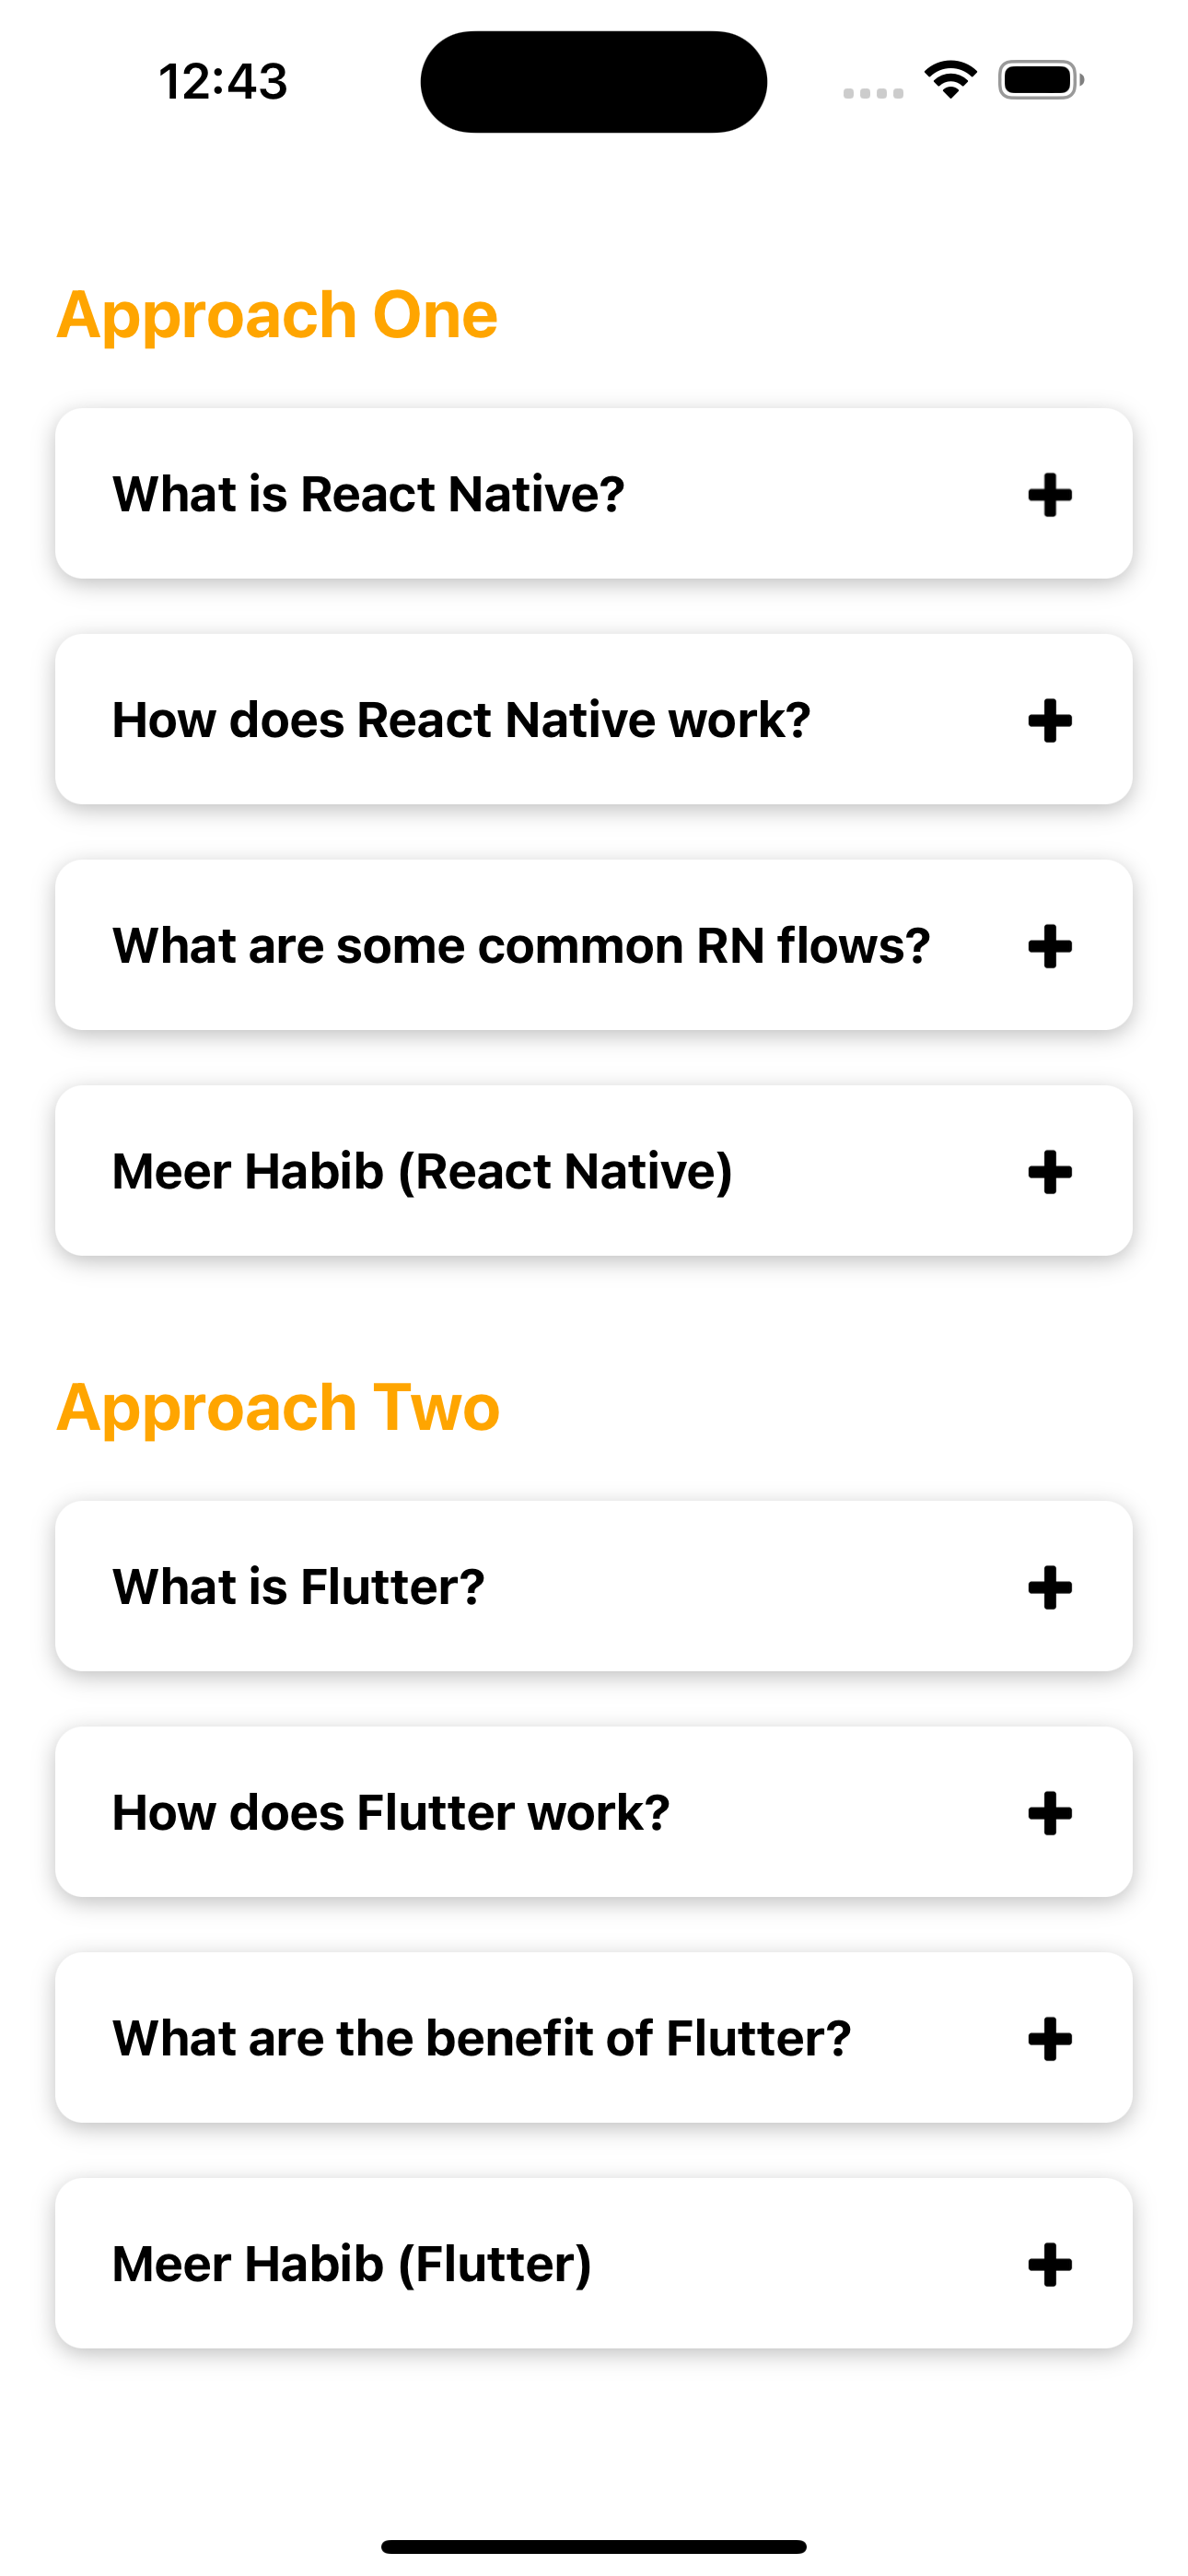 12:43
Approach One
What is React Native?
How does React Native work?
What are some common RN flows?
Meer Habib (React Native)
Approach Two
What is Flutter?
How does Flutter work?
What are the benefit of Flutter?
Meer Habib (Flutter)